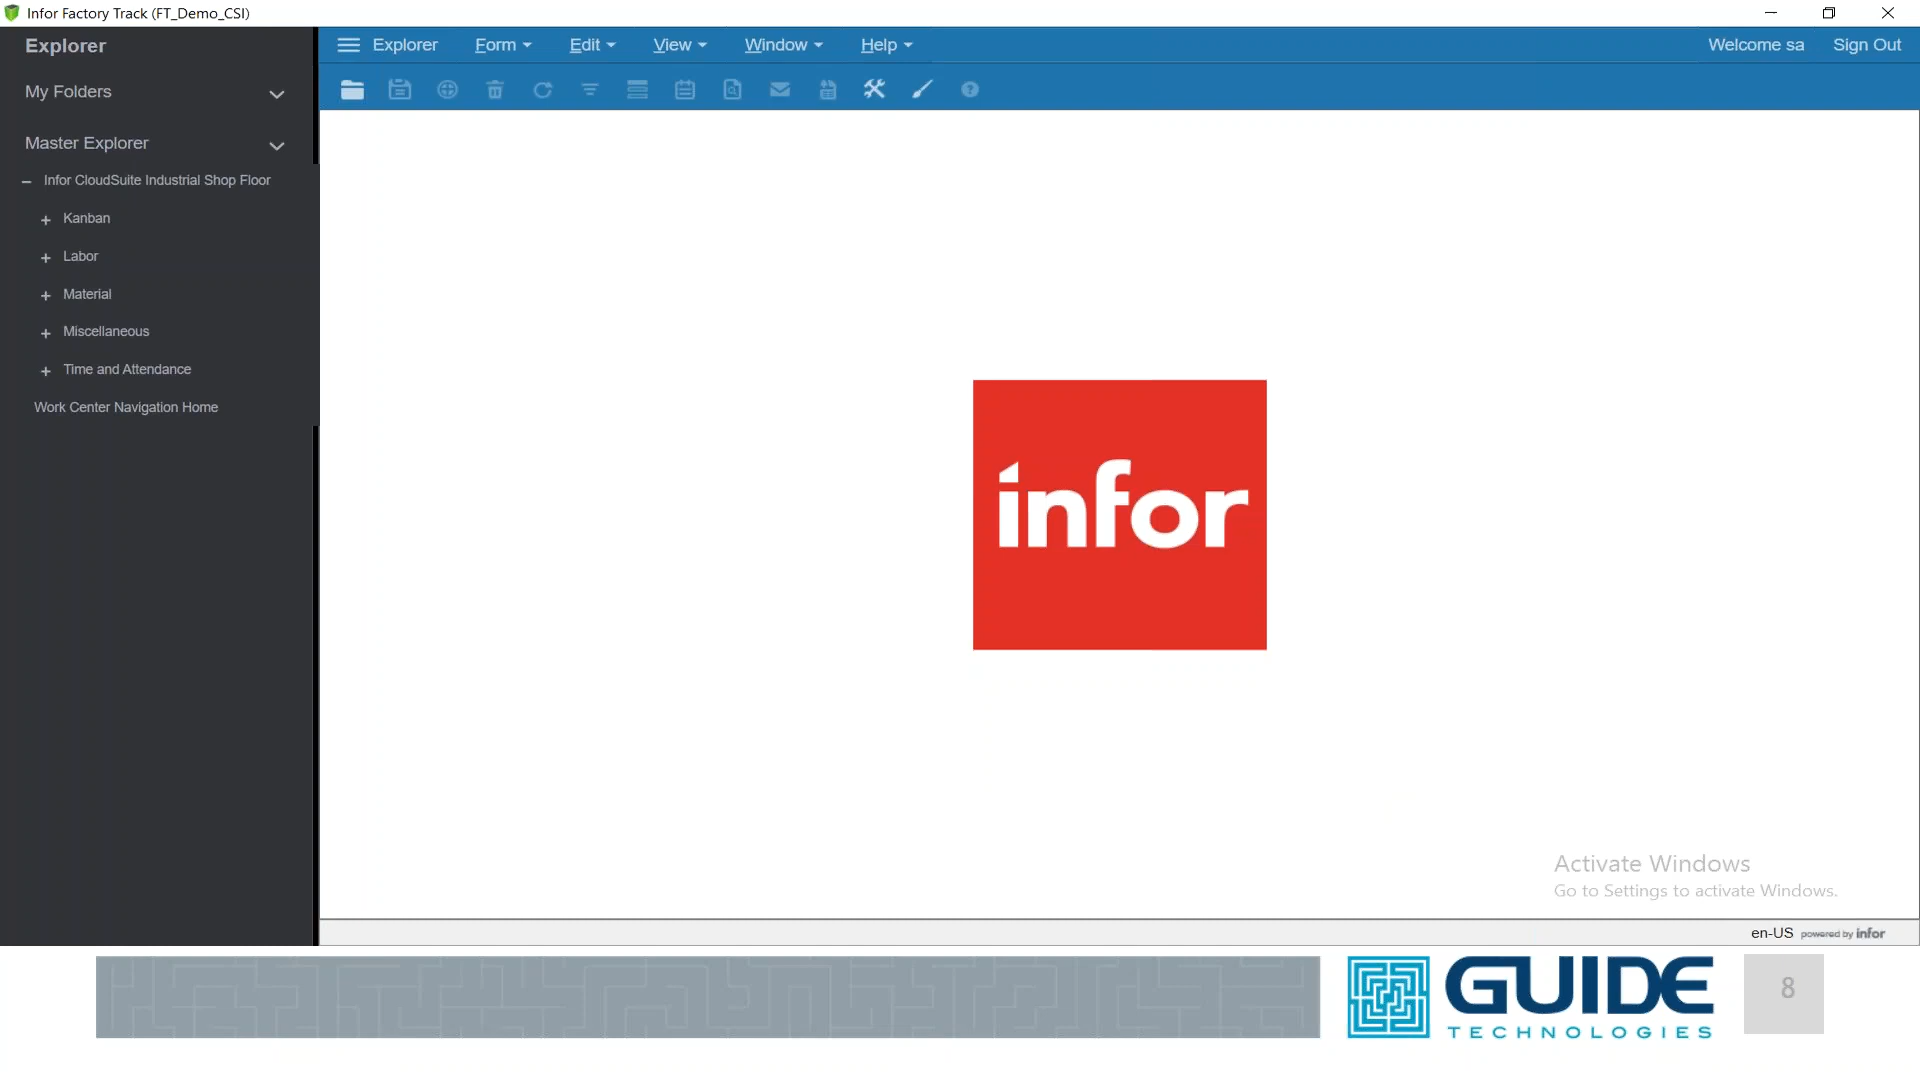 Infor Factory Track (FT_Demo_CSI)
Explorer
My Folders
Master Explorer
Infor CloudSuite Industrial Shop Floor
Kanban
Labor
Material
Miscellaneous
Time and Attendance
Work Center Navigation Home
Explorer Form Edit View Window Help Welcome sa Sign Out
infor
Activate Windows
Go to Settings to activate Windows.
en-US powered by infor
GUIDE
TECHNOLOGIES
8